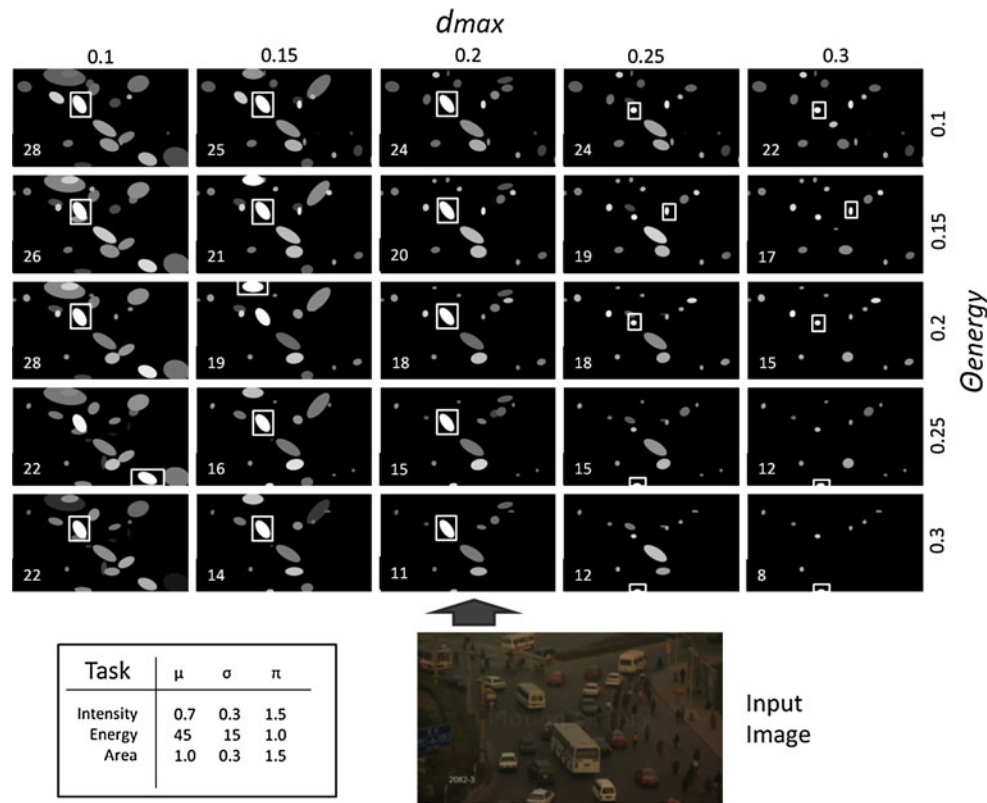 dmax
0.1 0.15 0.2 0.25 0.3
28 25 24 24 22 0.1
26 21 20 19 17 0.15
28 19 18 18 15 0.2
Θenergy
22 16 15 15 12 0.25
22 14 11 12 8 0.3
Task μ σ π
Intensity 0.7 0.3 1.5
Energy 45 15 1.0
Area 1.0 0.3 1.5
2082-3
Input
Image